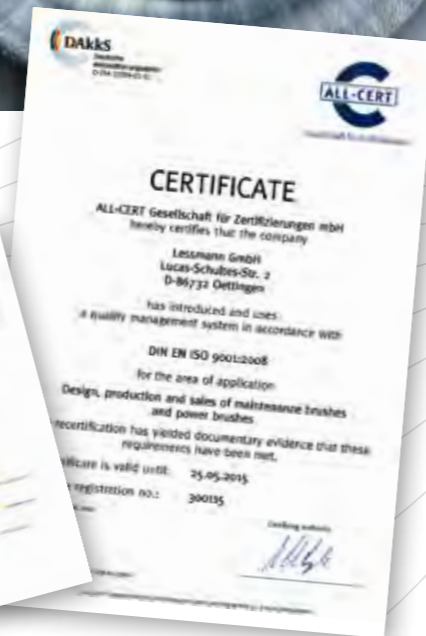 DAkkS
Deutsche
Akkreditierungsstelle
ALL-CERT
CERTIFICATE
ALL-CERT Gesellschaft für Zertifizierungen mbH
hereby certifies that the company
Lessmann GmbH
Lucas-Schultes-Str. 2
D-86732 Oettingen
has introduced and uses
a quality management system in accordance with
DIN EN ISO 9001:2008
for the area of application
Design, production and sales of maintenance brushes
and power brushes
recertification has yielded documentary evidence that these
requirements have been met.
is valid until: 25.05.2015
registration no.: 300135